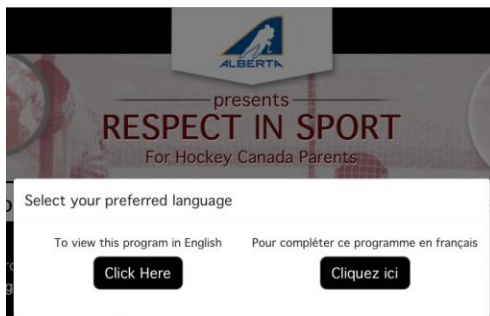 ALBERTA
presents
RESPECT IN SPORT
For Hockey Canada Parents
Select your preferred language
To view this program in English
Click Here
Pour compléter ce programme en français
Cliquez ici